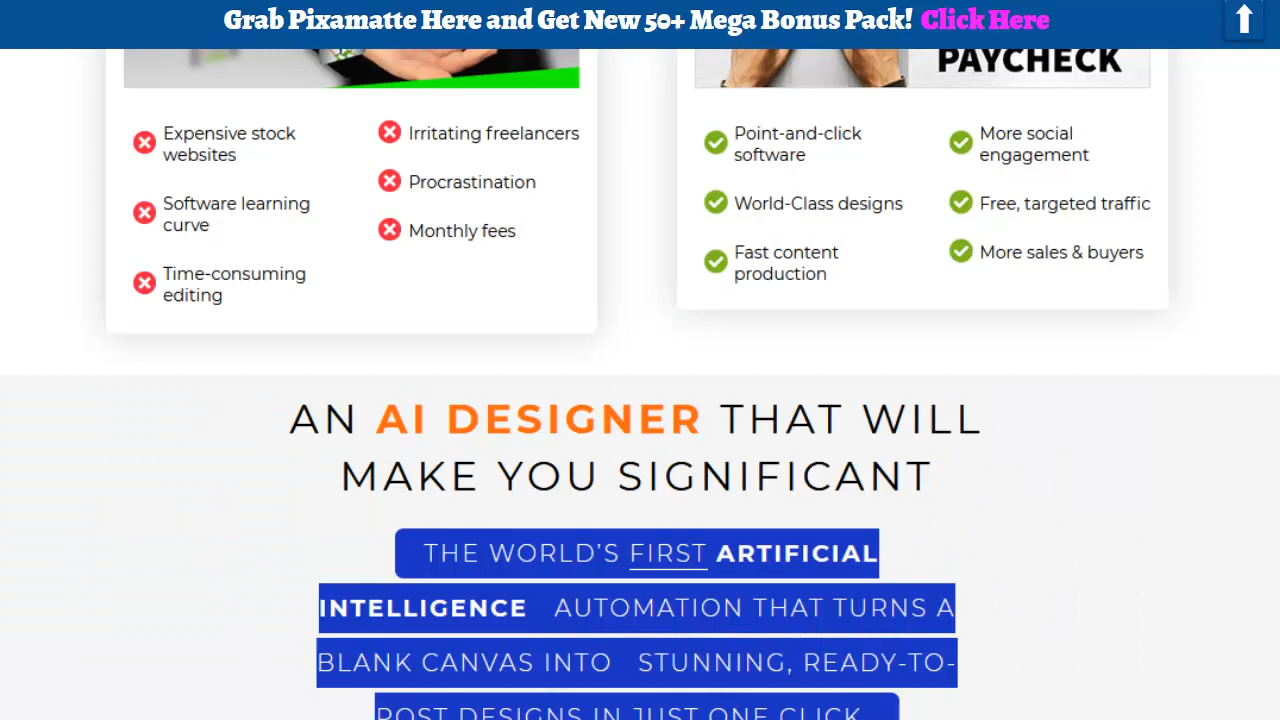 Grab Pixamatte Here and Get New 50+ Mega Bonus Pack! Click Here
PAYCHECK
Expensive stock
websites
Software learning
curve
Time-consuming
editing
Irritating freelancers
Procrastination
Monthly fees
Point-and-click
software
World-Class designs
Fast content
production
More social
engagement
Free, targeted traffic
More sales & buyers
AN AI DESIGNER THAT WILL
MAKE YOU SIGNIFICANT
THE WORLD'S FIRST ARTIFICIAL
INTELLIGENCE AUTOMATION THAT TURNS A
BLANK CANVAS INTO STUNNING, READY-TO-
POST DESIGNS IN JUST ONE CLICK